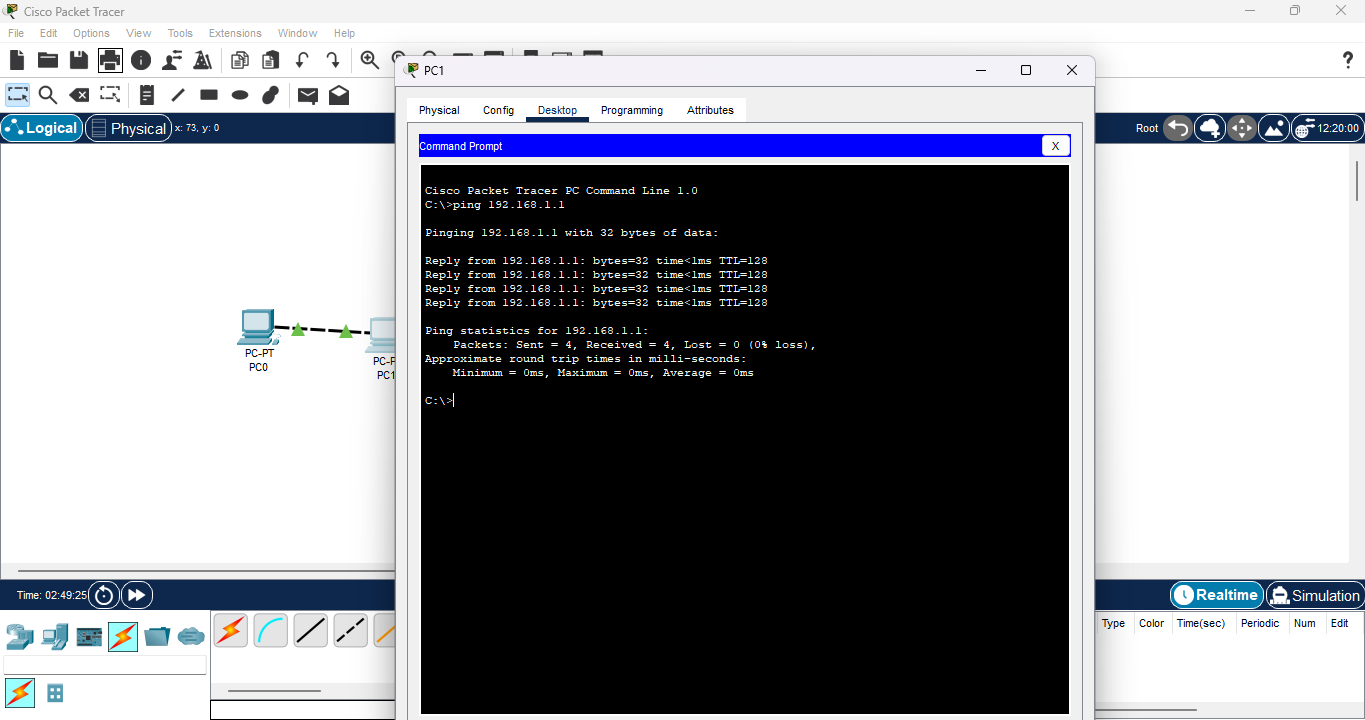 Cisco Packet Tracer
File Edit Options View Tools Extensions Window Help
?
PC1
Physical Config Desktop Programming Attributes
Logical Physical x: 73, y: 0
Root 12:20:00
Command Prompt X
Cisco Packet Tracer PC Command Line 1.0
C:\>ping 192.168.1.1
Pinging 192.168.1.1 with 32 bytes of data:
Reply from 192.168.1.1: bytes=32 time<1ms TTL=128
Reply from 192.168.1.1: bytes=32 time<1ms TTL=128
Reply from 192.168.1.1: bytes=32 time<1ms TTL=128
Reply from 192.168.1.1: bytes=32 time<1ms TTL=128
Ping statistics for 192.168.1.1:
Packets: Sent = 4, Received = 4, Lost = 0 (0% loss),
Approximate round trip times in milli-seconds:
Minimum = 0ms, Maximum = 0ms, Average = 0ms
C:\>
PC-PT
PC0
PC-P
PC1
Time: 02:49:25
Realtime Simulation
Type Color Time(sec) Periodic Num Edit